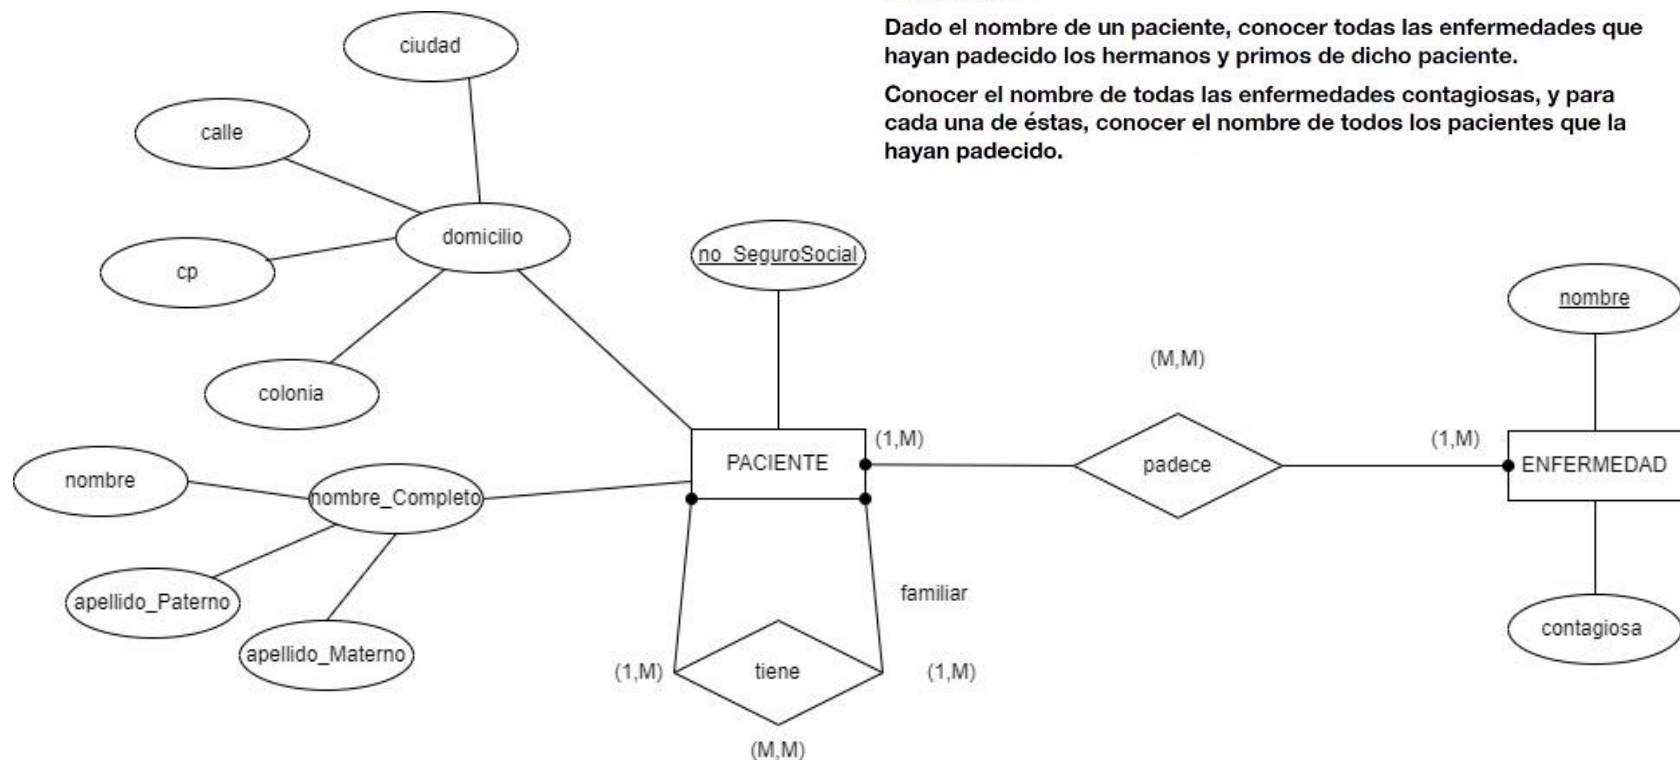 Dado el nombre de un paciente, conocer todas las enfermedades que
hayan padecido los hermanos y primos de dicho paciente.
Conocer el nombre de todas las enfermedades contagiosas, y para
cada una de éstas, conocer el nombre de todos los pacientes que la
hayan padecido.
ciudad
calle
domicilio
cp
colonia
no_SeguroSocial
nombre
(M,M)
(1,M)
(1,M)
PACIENTE
padece
ENFERMEDAD
nombre
nombre_Completo
apellido_Paterno
apellido_Materno
familiar
contagiosa
(1,M)
tiene
(1,M)
(M,M)